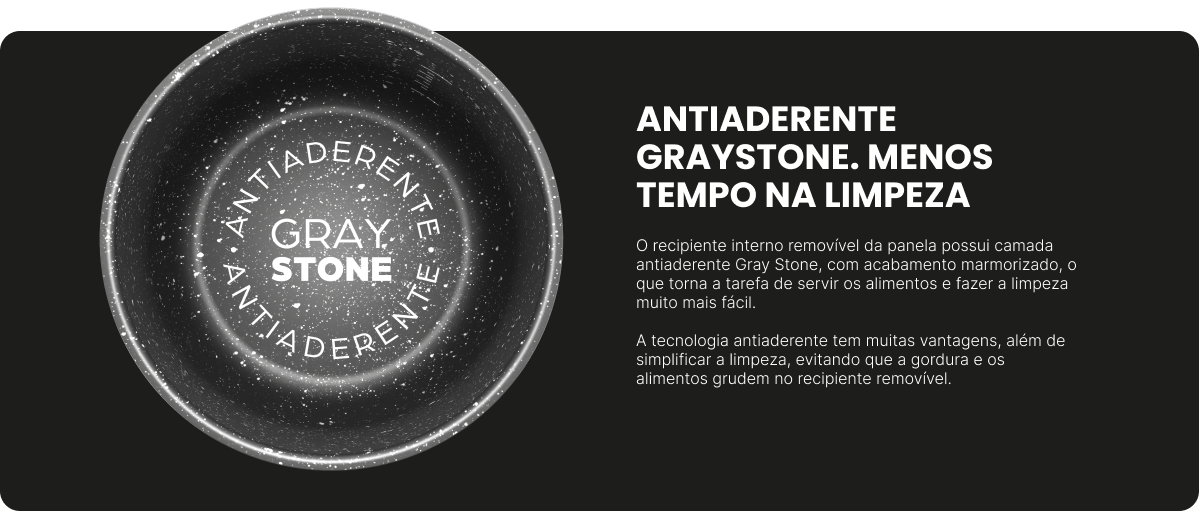 ANTIADERENTE
GRAY
STONE
ANTIADERENTE
ANTIADERENTE
GRAYSTONE. MENOS
TEMPO NA LIMPEZA
O recipiente interno removível da panela possui camada
antiaderente Gray Stone, com acabamento marmorizado, o
que torna a tarefa de servir os alimentos e fazer a limpeza
muito mais fácil.
A tecnologia antiaderente tem muitas vantagens, além de
simplificar a limpeza, evitando que a gordura e os
alimentos grudem no recipiente removível.